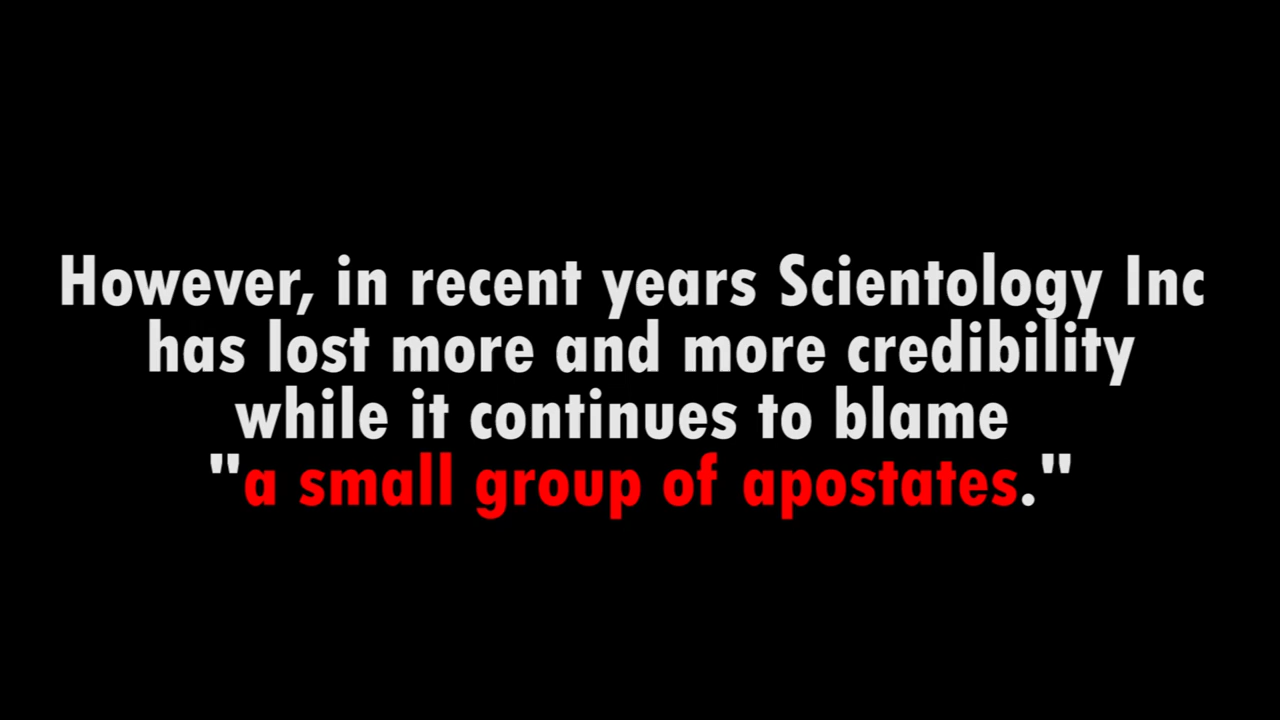 However, in recent years Scientology Inc
has lost more and more credibility
while it continues to blame
"a small group of apostates."